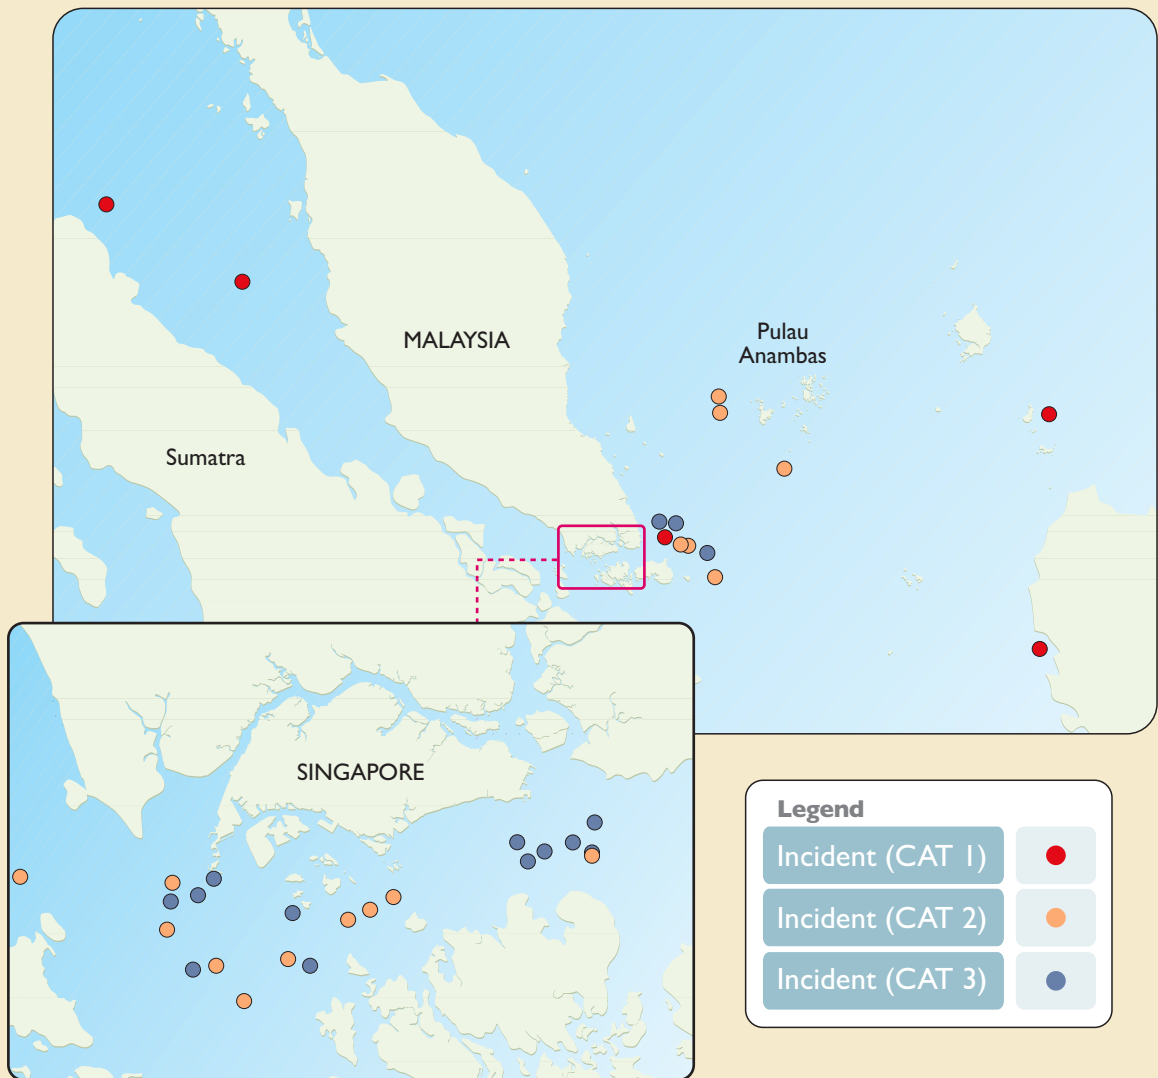 MALAYSIA
Pulau
Anambas
Sumatra
SINGAPORE
Legend
Incident (CAT 1)
Incident (CAT 2)
Incident (CAT 3)